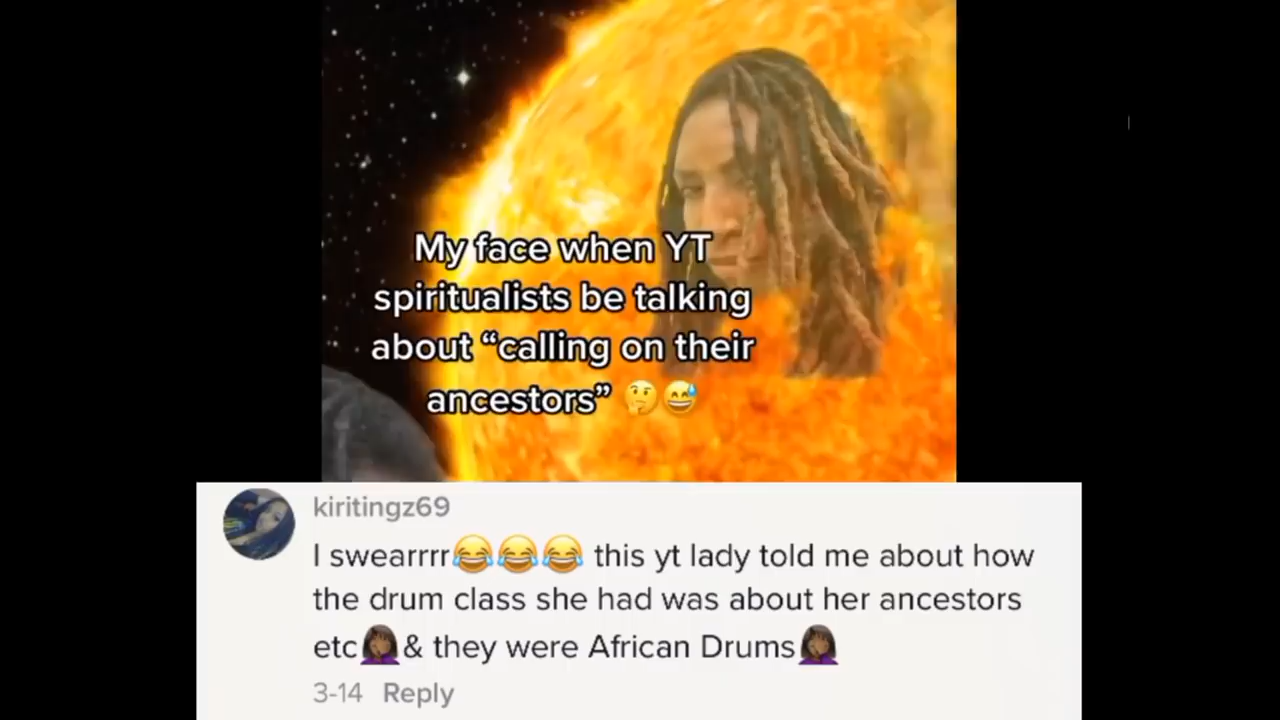 My face when YT
spiritualists be talking
about “calling on their
ancestors” 🤔😅
kiritingz69
I swearrrr😂😂😂 this yt lady told me about how
the drum class she had was about her ancestors
etc🤦🏾‍♀️& they were African Drums🤦🏾‍♀️
3-14 Reply